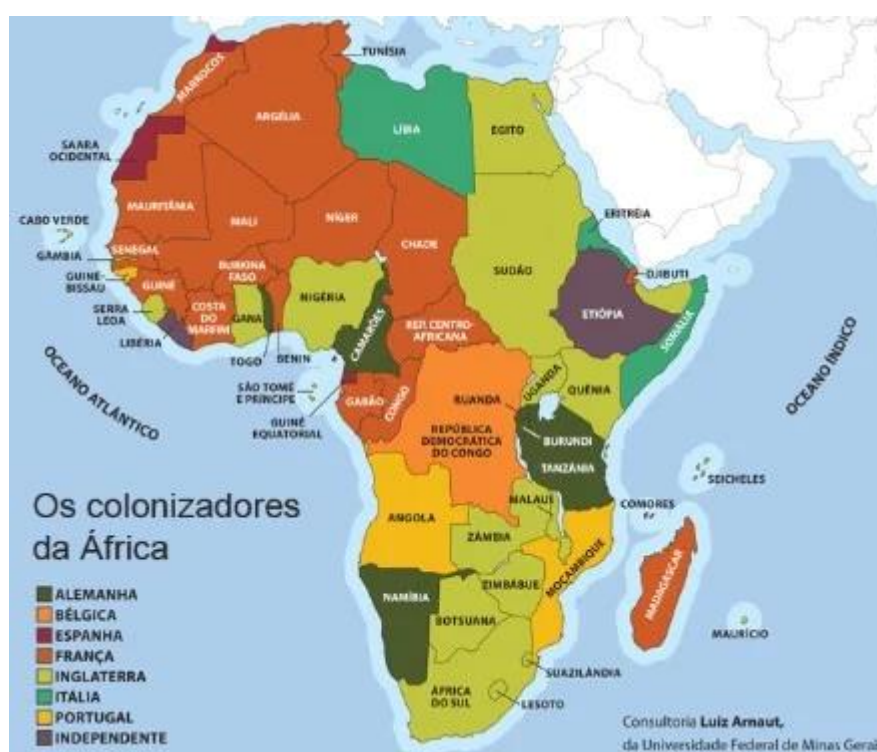 TUNÍSIA
MARROCOS
ARGÉLIA
LÍBIA
EGITO
SAARA
OCIDENTAL
MAURITÂNIA
MALI
NÍGER
CHADE
SUDÃO
ERITRÉIA
CABO VERDE
SENEGAL
GÂMBIA
GUINÉ-
BISSAU
GUINÉ
BURKINA
FASO
DJIBUTI
SERRA
LEOA
COSTA
DO
MARFIM
GANA
NIGÉRIA
CAMARÕES
REP. CENTRO-
AFRICANA
ETIÓPIA
SOMÁLIA
LIBÉRIA
TOGO
BENIN
OCEANO ATLÂNTICO
OCEANO ÍNDICO
SÃO TOMÉ
E PRÍNCIPE
GABÃO
CONGO
UGANDA
QUÊNIA
RUANDA
GUINÉ
EQUATORIAL
REPÚBLICA
DEMOCRÁTICA
DO CONGO
BURUNDI
TANZÂNIA
SEICHELES
MALAUÍ
COMORES
ANGOLA
ZÂMBIA
MOÇAMBIQUE
ZIMBÁBUE
MADAGASCAR
NAMÍBIA
BOTSUANA
MAURÍCIO
SUAZILÂNDIA
ÁFRICA
DO SUL
LESOTO
Os colonizadores
da África
ALEMANHA
BÉLGICA
ESPANHA
FRANÇA
INGLATERRA
ITÁLIA
PORTUGAL
INDEPENDENTE
Consultoria Luiz Arnaut,
da Universidade Federal de Minas Gerai